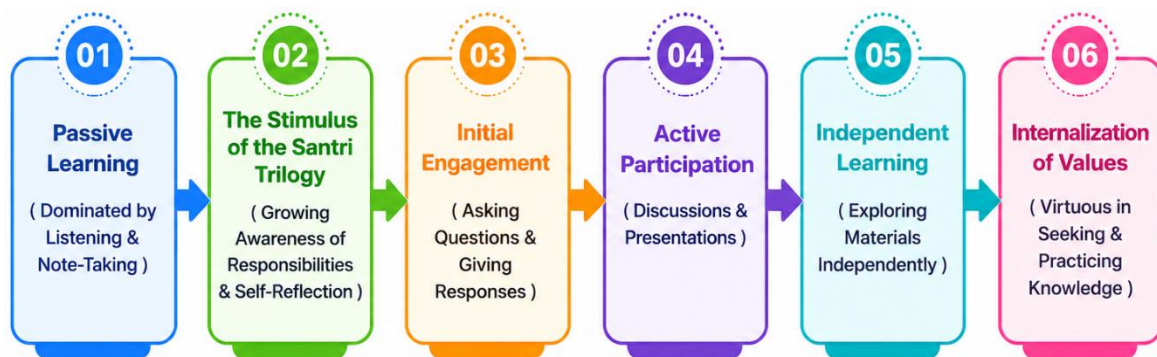 01
Passive
Learning
( Dominated by
Listening &
Note-Taking )
02
The Stimulus
of the Santri
Trilogy
( Growing
Awareness of
Responsibilities
& Self-Reflection )
03
Initial
Engagement
( Asking
Questions &
Giving
Responses )
04
Active
Participation
( Discussions &
Presentations )
05
Independent
Learning
( Exploring
Materials
Independently )
06
Internalization
of Values
( Virtuous in
Seeking &
Practicing
Knowledge )